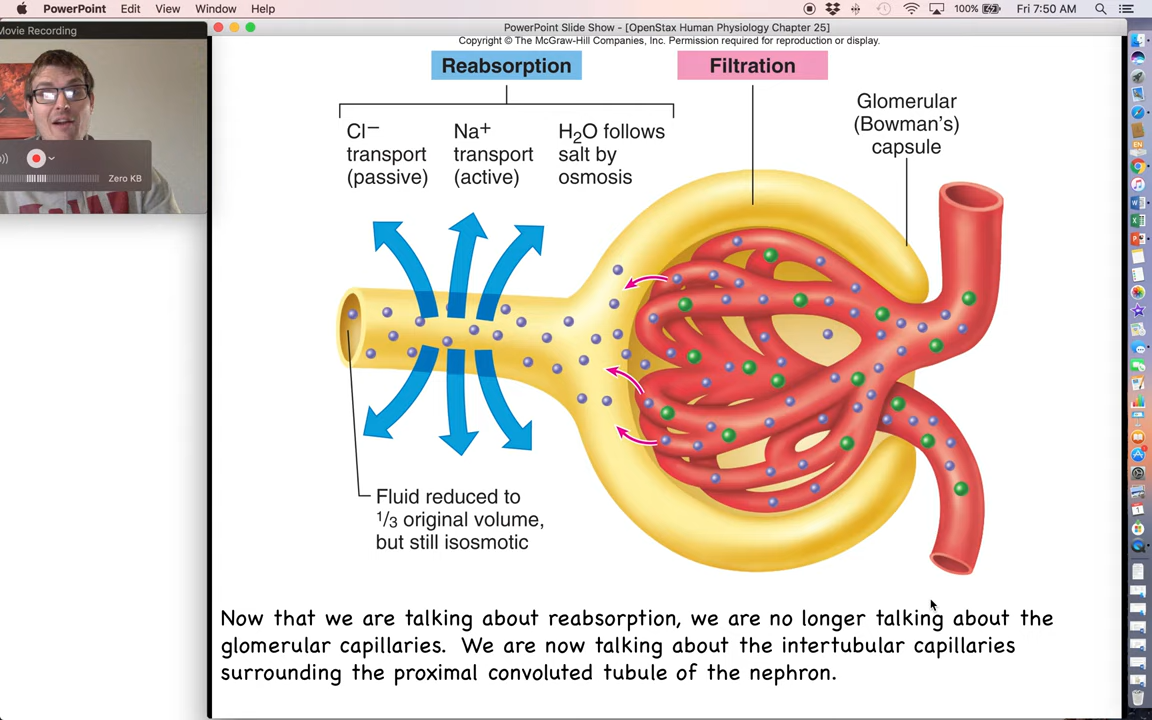 PowerPoint Edit View Window Help
100%
Fri 7:50 AM
Movie Recording
PowerPoint Slide Show - [OpenStax Human Physiology Chapter 25]
Copyright © The McGraw-Hill Companies, Inc. Permission required for reproduction or display.
Reabsorption
Filtration
Cl−
transport
(passive)
Na+
transport
(active)
H2O follows
salt by
osmosis
Glomerular
(Bowman's)
capsule
Zero KB
Fluid reduced to
1/3 original volume,
but still isosmotic
Now that we are talking about reabsorption, we are no longer talking about the
glomerular capillaries. We are now talking about the intertubular capillaries
surrounding the proximal convoluted tubule of the nephron.